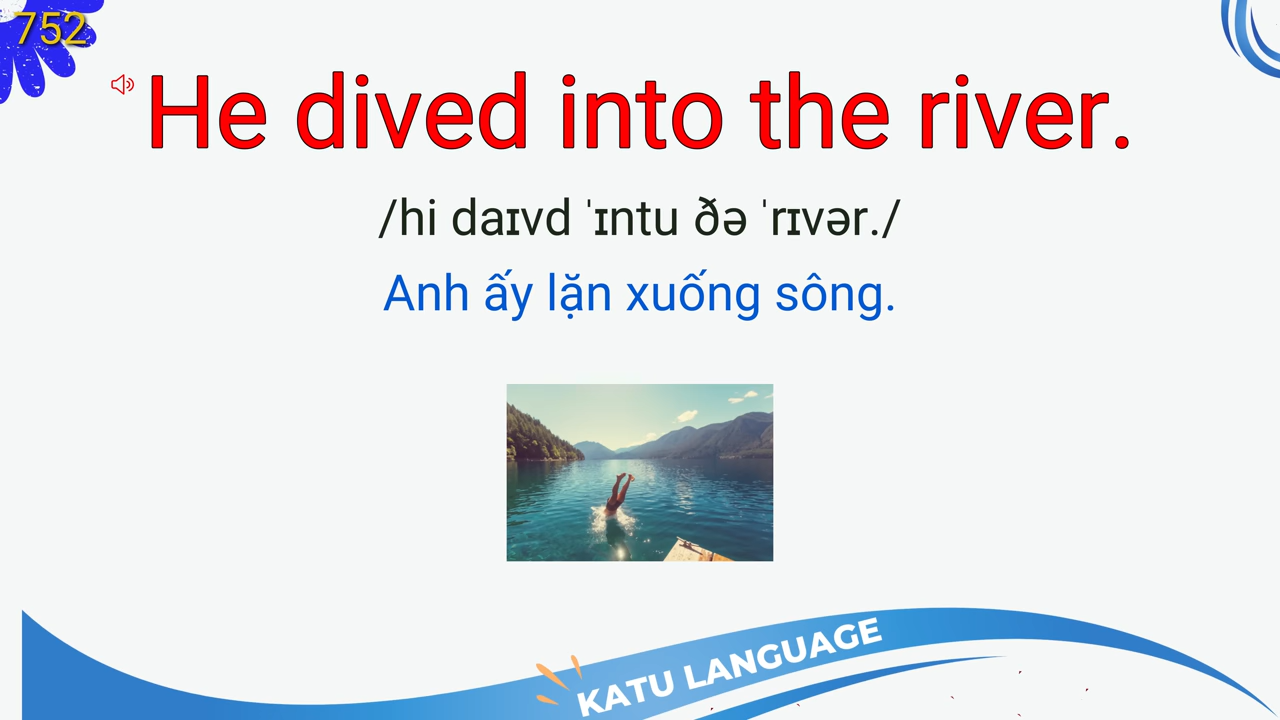 752
He dived into the river.
/hi daɪvd ˈɪntu ðə ˈrɪvər./
Anh ấy lặn xuống sông.
KATU LANGUAGE